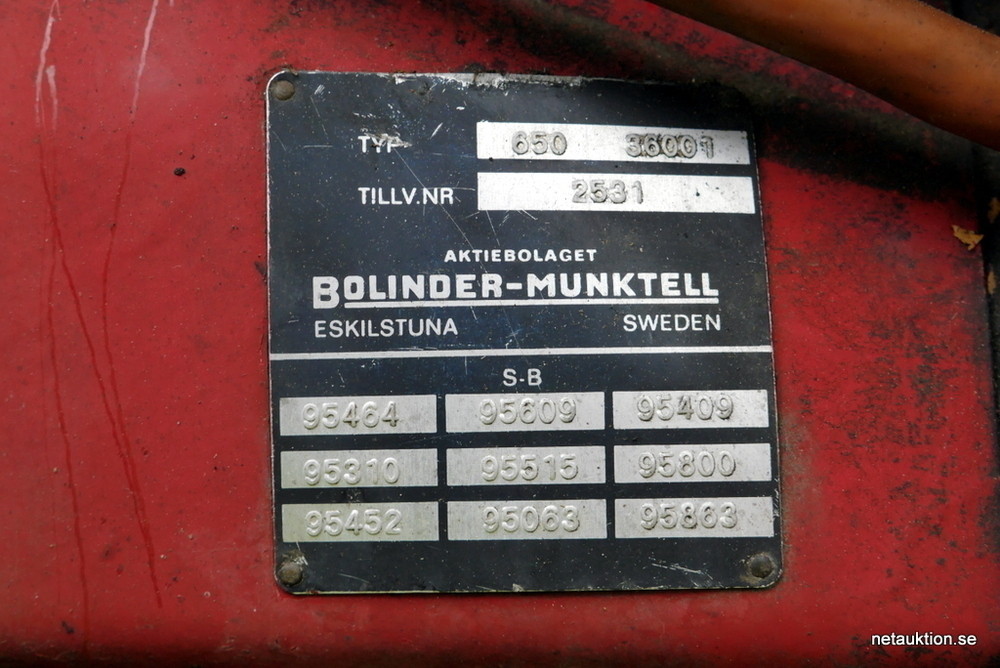 TYP 650 36001
TILLV.NR 2531
AKTIEBOLAGET
BOLINDER-MUNKTELL
ESKILSTUNA SWEDEN
S-B
95464 95609 95409
95310 95515 95800
95452 95063 95863
netauktion.se